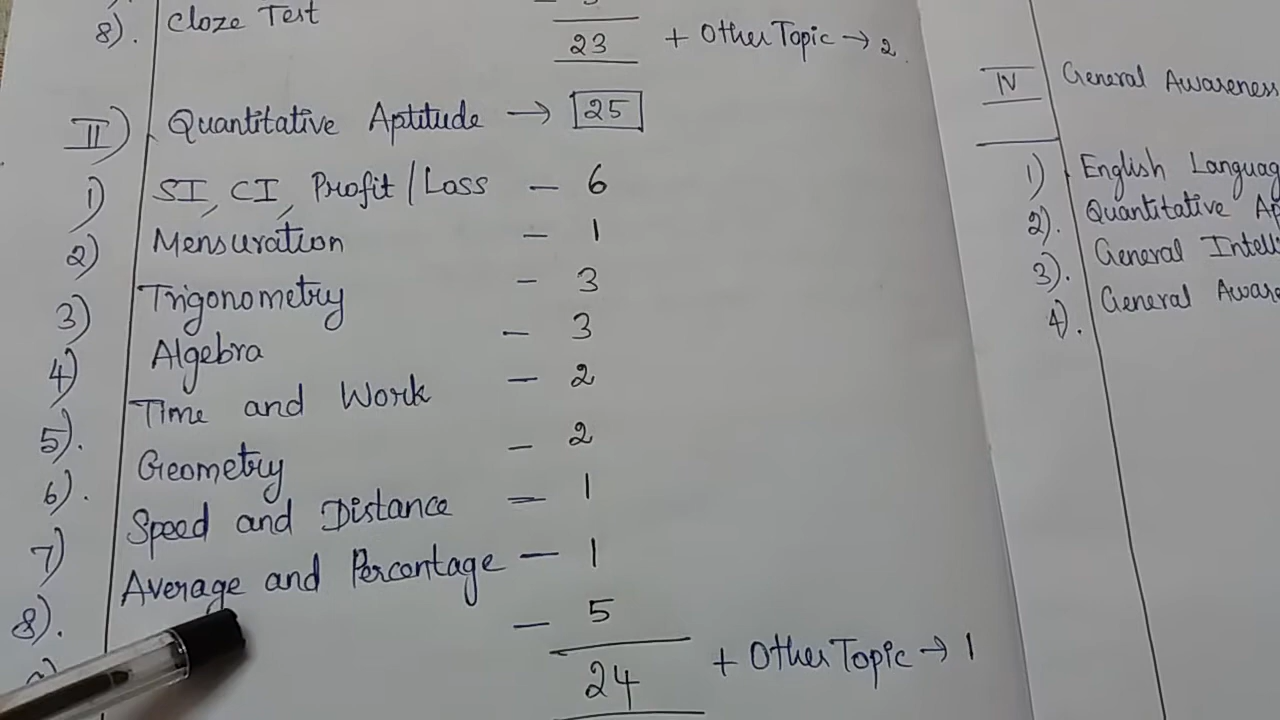 8). Cloze Test
23 + Other Topic → 2
II) Quantitative Aptitude → 25
1) SI, CI, Profit / Loss – 6
2) Mensuration – 1
3) Trigonometry – 3
4) Algebra – 3
5). Time and Work – 2
6). Geometry – 2
7) Speed and Distance – 1
8). Average and Percentage – 1
– 5
24 + Other Topic → 1
IV General Awareness
1) English Languag
2). Quantitative Ap
3). General Intell
4). General Aware